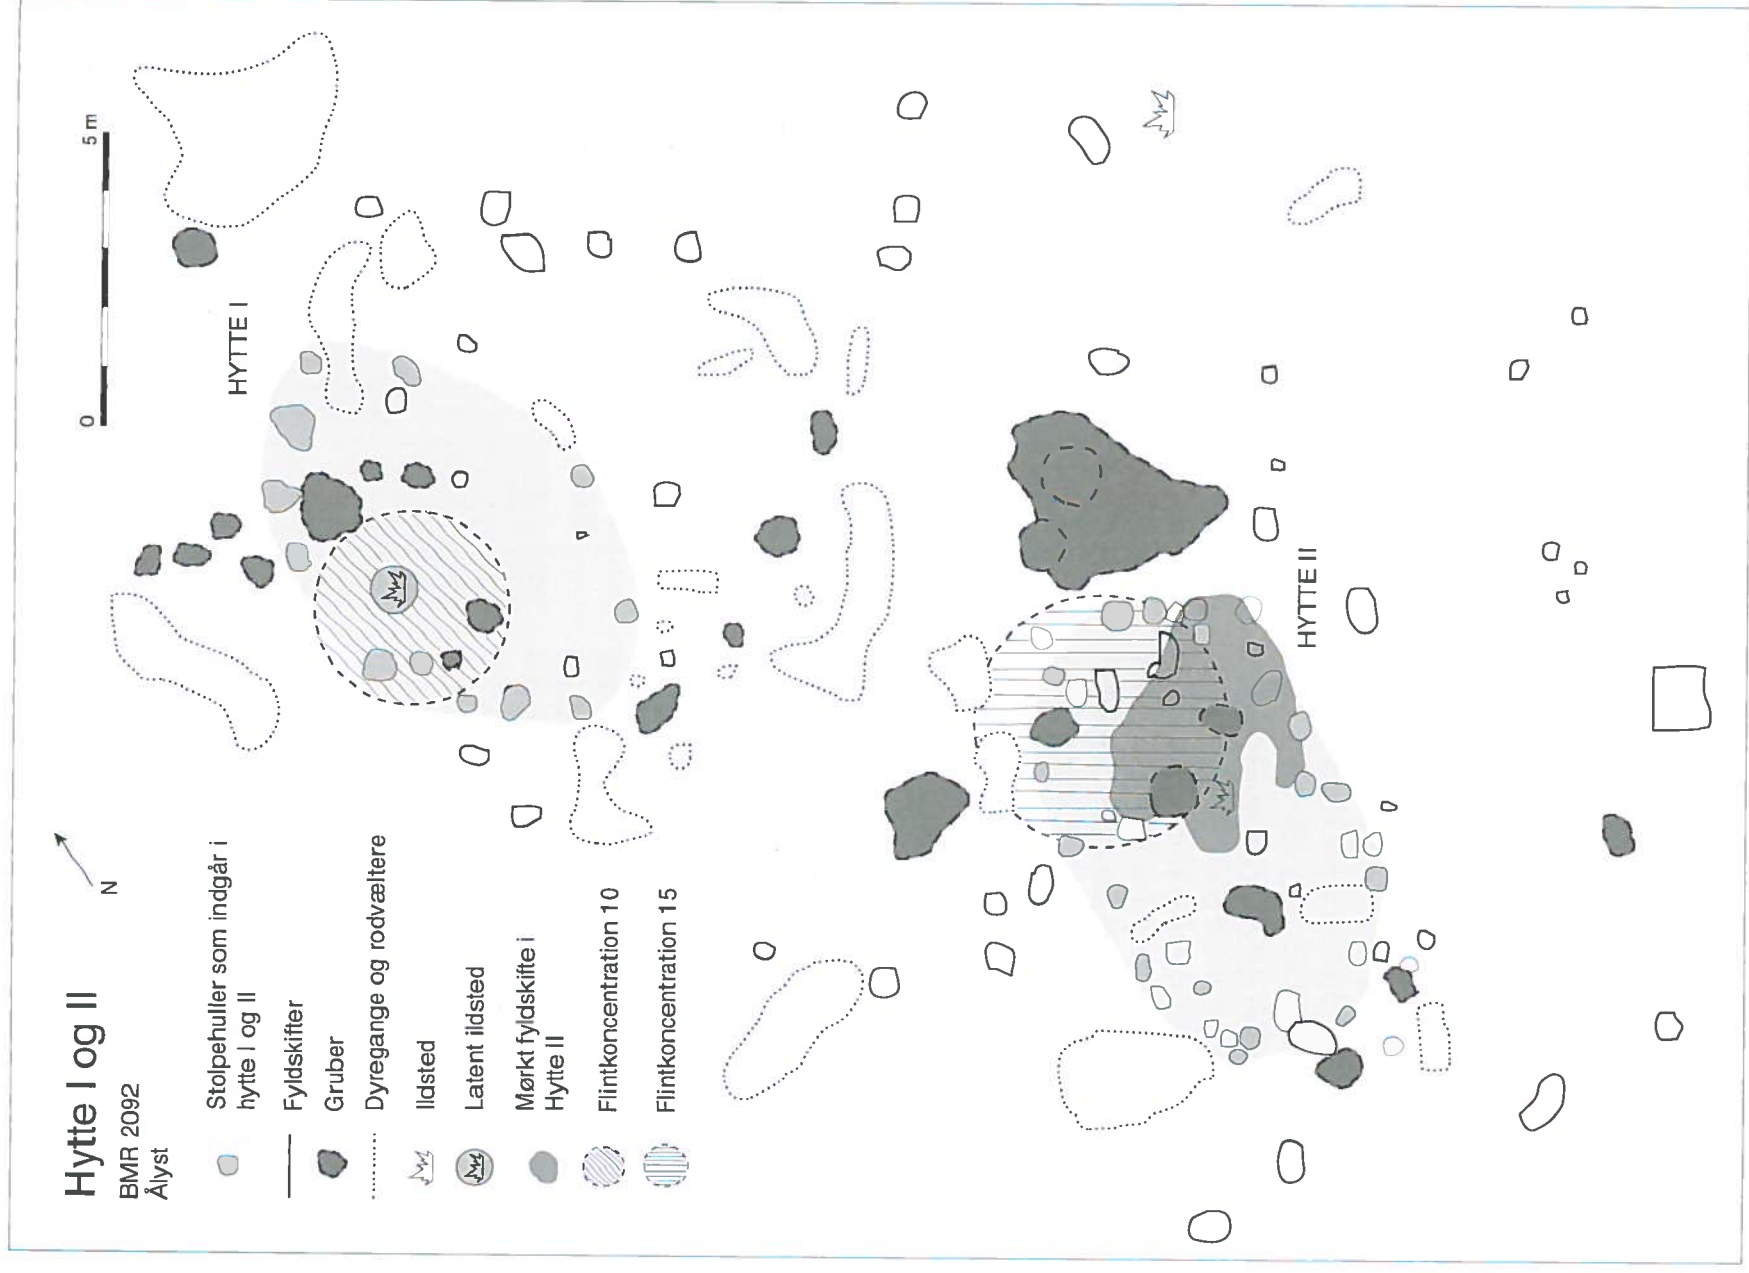 Hytte I og II
BMR 2092
Ålyst
Stolpehuller som indgår i
hytte I og II
Fyldskifter
Gruber
Dyregange og rodvæltere
Ildsted
Latent ildsted
Mørkt fyldskifte i
Hytte II
Flintkoncentration 10
Flintkoncentration 15
N
0
5 m
HYTTE I
HYTTE II